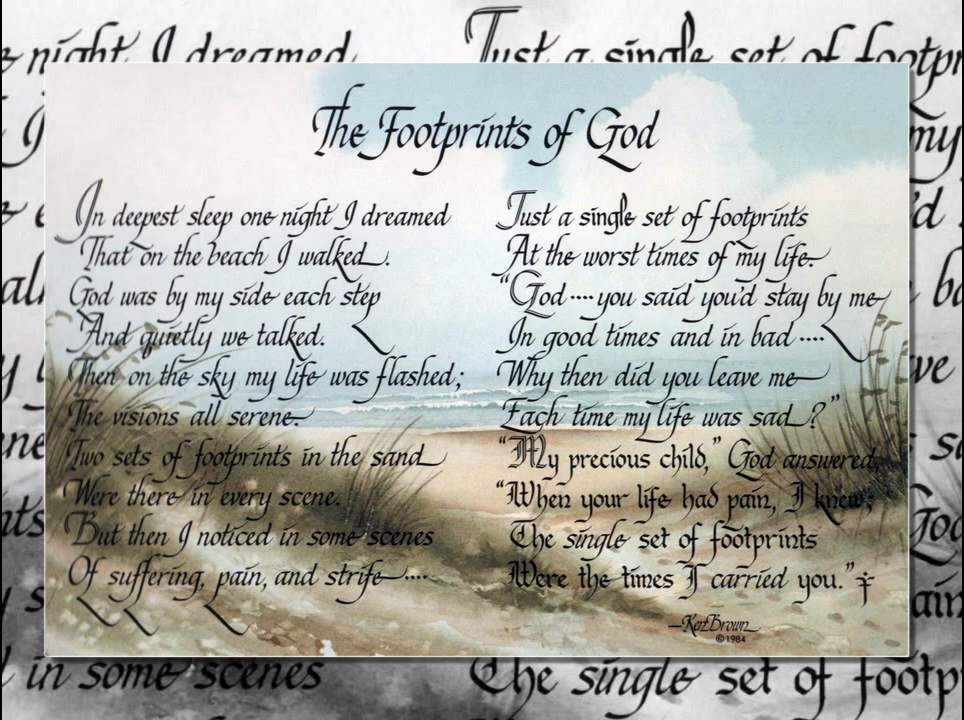 The Footprints of God
In deepest sleep one night I dreamed
That on the beach I walked.
God was by my side each step
And quietly we talked.
Then on the sky my life was flashed;
The visions all serene.
Two sets of footprints in the sand
Were there in every scene.
But then I noticed in some scenes
Of suffering, pain, and strife ····
Just a single set of footprints
At the worst times of my life.
“God ···· you said you'd stay by me
In good times and in bad ····
Why then did you leave me
Each time my life was sad?”
“My precious child,” God answered,
“When your life had pain, I knew;
The single set of footprints
Were the times I carried you.”
—Kent Brown
©1984
night I dreamed
Just a single set of
in some scenes
The single set of